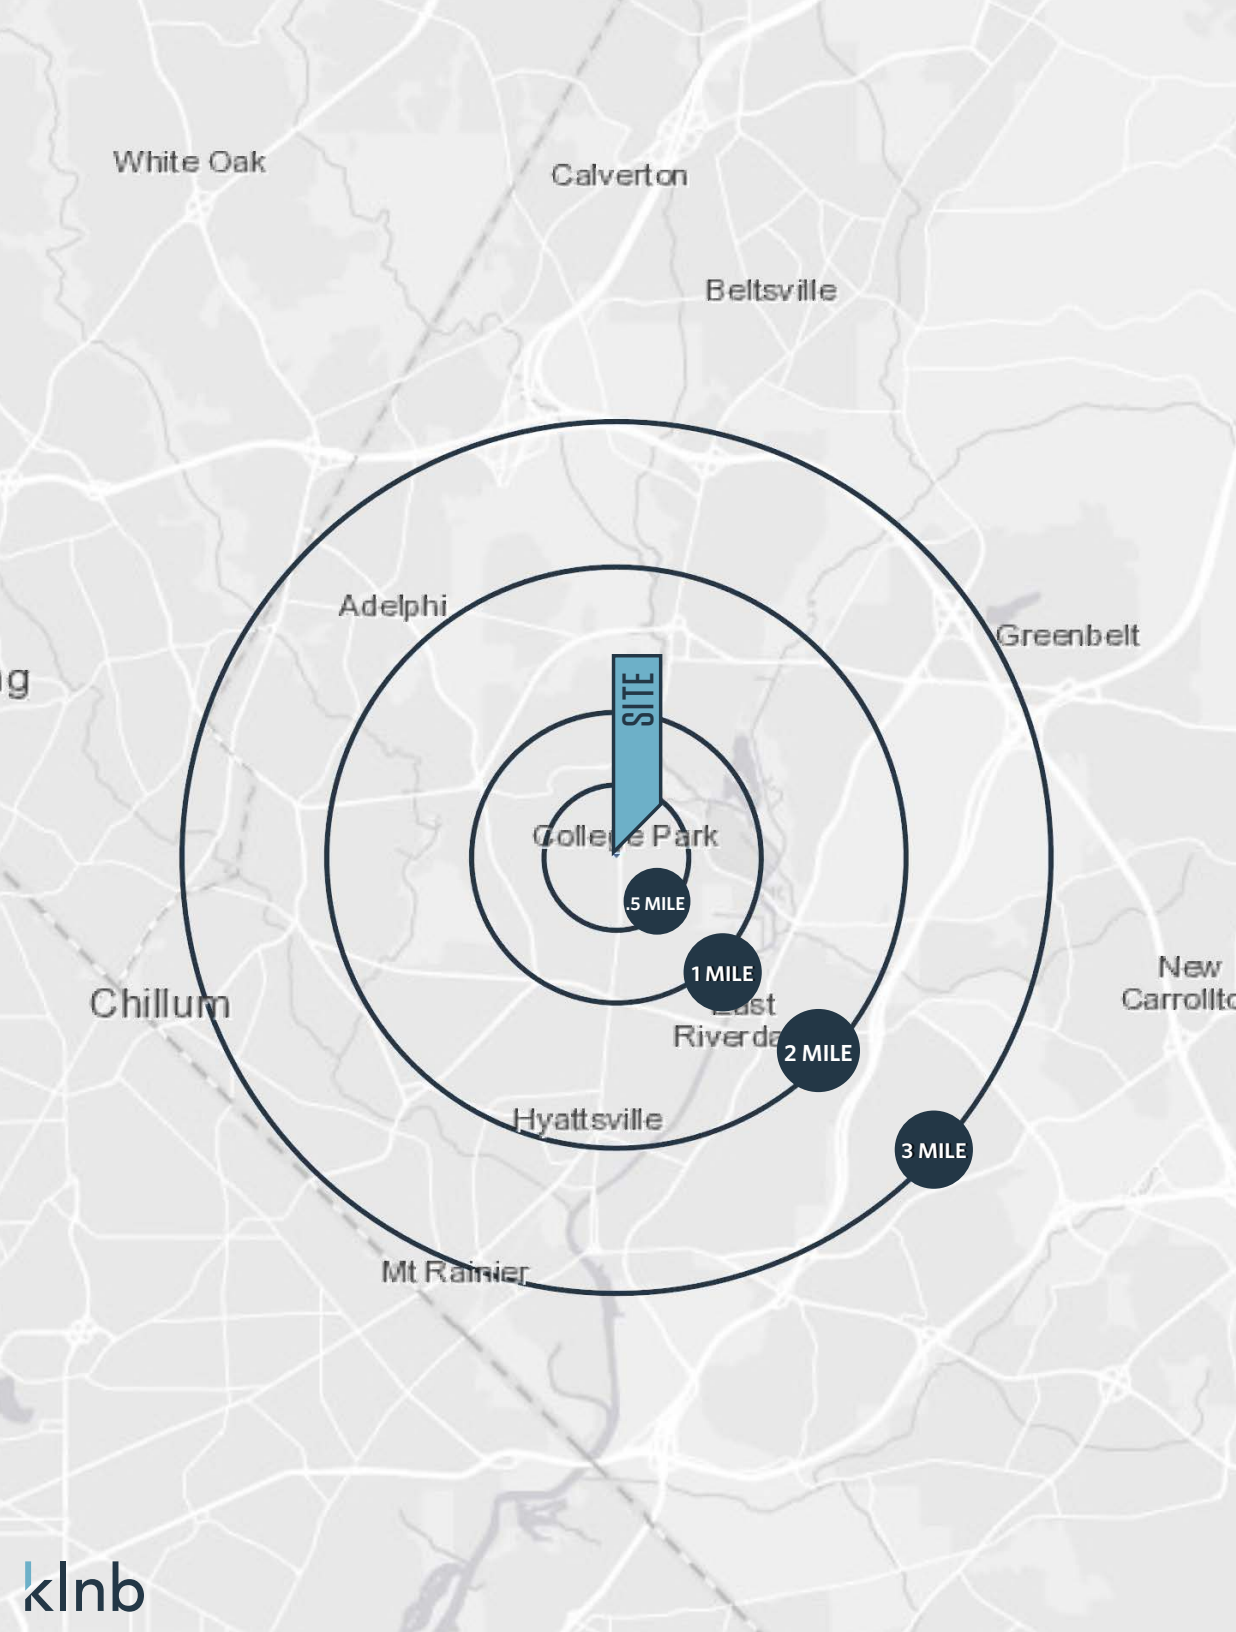 White Oak
Calverton
Beltsville
Adelphi
Greenbelt
SITE
College Park
.5 MILE
1 MILE
New
Chillum
East
2 MILE
Hyattsville
3 MILE
Mt Rainier
klnb